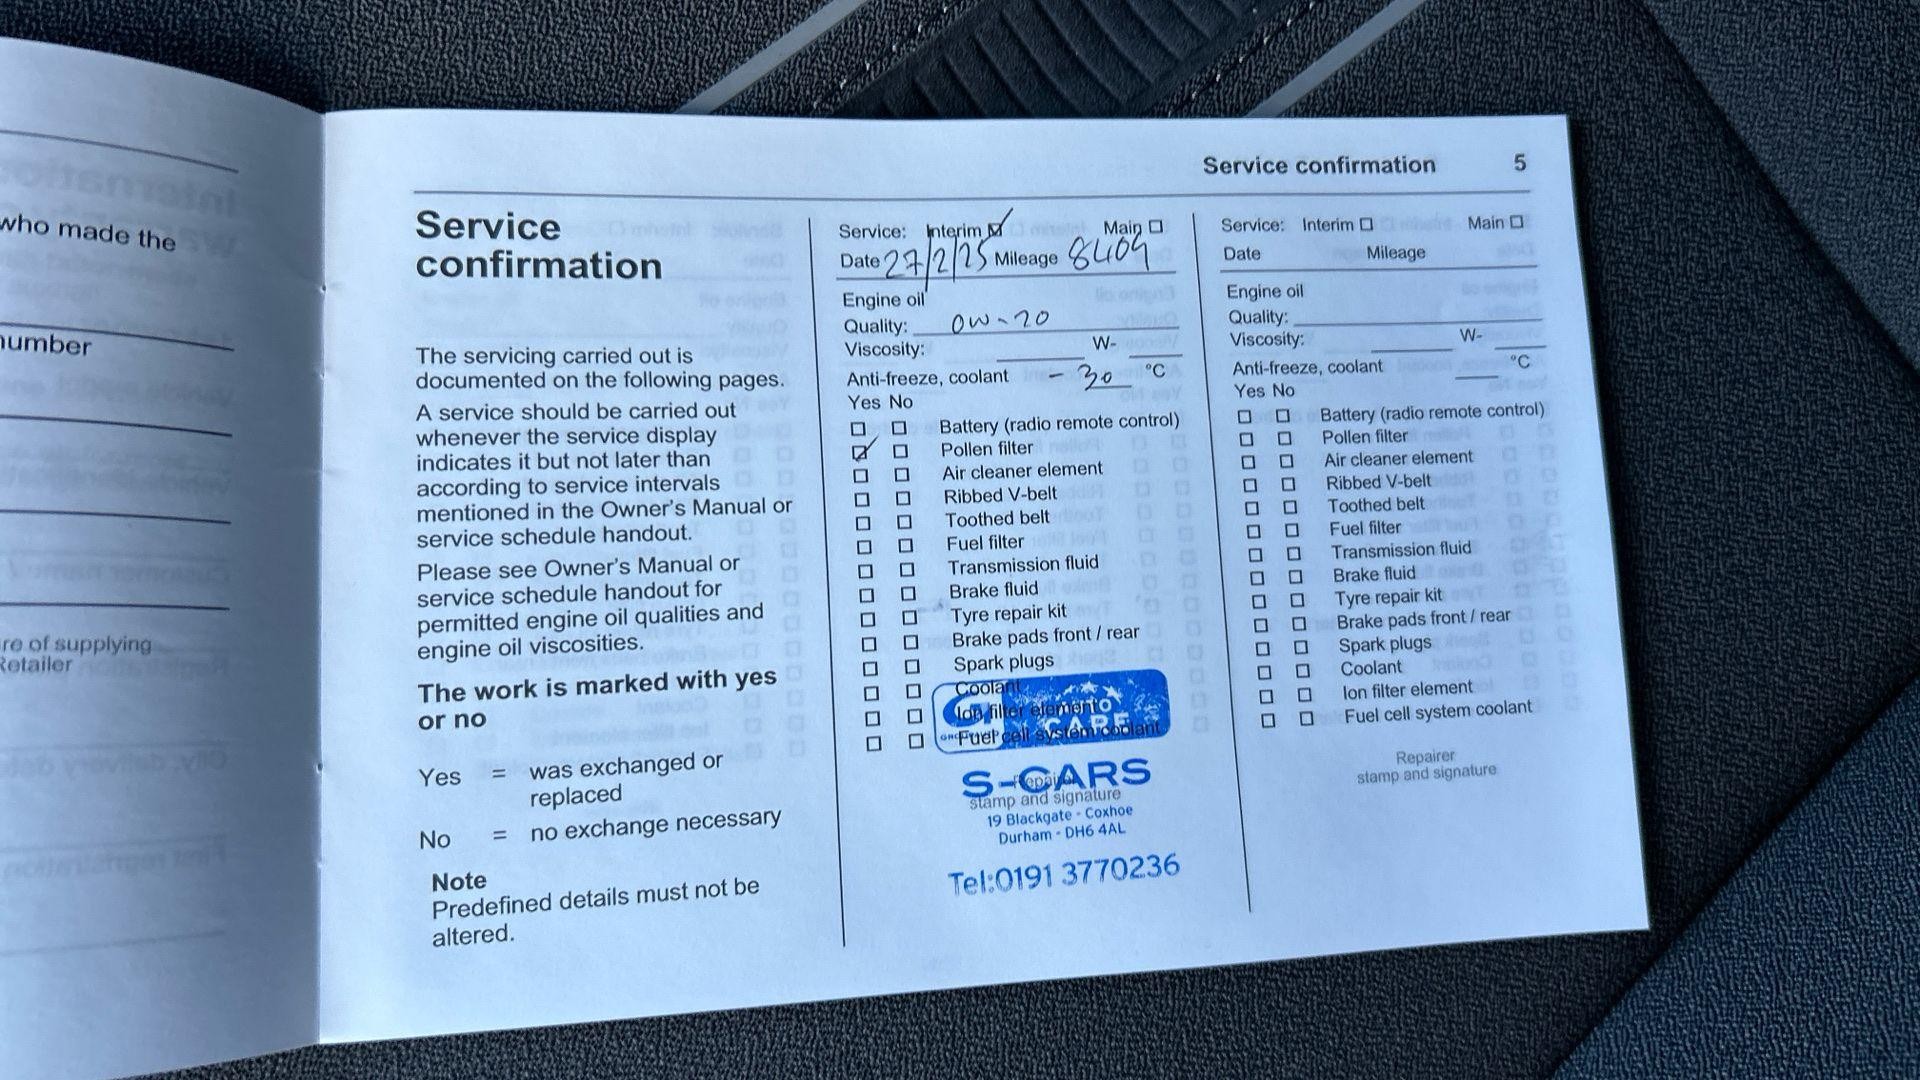 who made the
number
re of supplying
Retailer
Service confirmation 5
Service
confirmation
The servicing carried out is
documented on the following pages.
A service should be carried out
whenever the service display
indicates it but not later than
according to service intervals
mentioned in the Owner's Manual or
service schedule handout.
Please see Owner's Manual or
service schedule handout for
permitted engine oil qualities and
engine oil viscosities.
The work is marked with yes
or no
Yes = was exchanged or
replaced
No = no exchange necessary
Note
Predefined details must not be
altered.
Service: Interim Main
Date 27/2/25 Mileage 8409
Engine oil
Quality: 0W-20
Viscosity: W-
Anti-freeze, coolant -30 °C
Yes No
Battery (radio remote control)
Pollen filter
Air cleaner element
Ribbed V-belt
Toothed belt
Fuel filter
Transmission fluid
Brake fluid
Tyre repair kit
Brake pads front / rear
Spark plugs
Coolant
Ion filter element
Fuel cell system coolant
CARE
S-CARS
Repairer
stamp and signature
19 Blackgate - Coxhoe
Durham - DH6 4AL
Tel:0191 3770236
Service: Interim Main
Date Mileage
Engine oil
Quality:
Viscosity: W-
Anti-freeze, coolant °C
Yes No
Battery (radio remote control)
Pollen filter
Air cleaner element
Ribbed V-belt
Toothed belt
Fuel filter
Transmission fluid
Brake fluid
Tyre repair kit
Brake pads front / rear
Spark plugs
Coolant
Ion filter element
Fuel cell system coolant
Repairer
stamp and signature